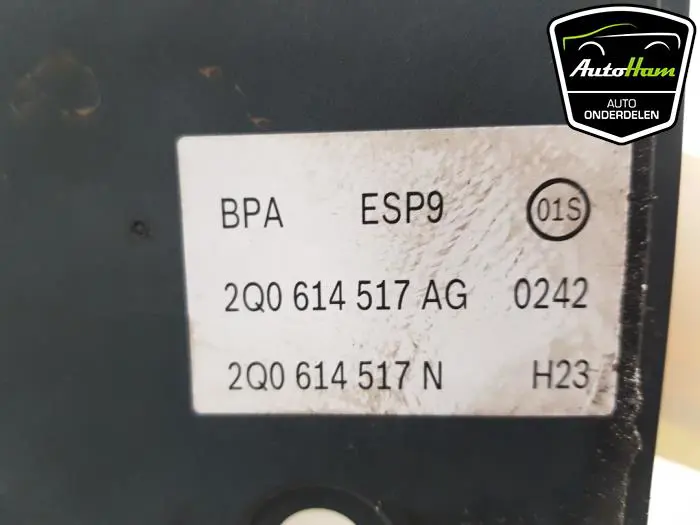 AutoHam
AUTO
ONDERDELEN
BPA ESP9 01S
2Q0 614 517 AG 0242
2Q0 614 517 N H23